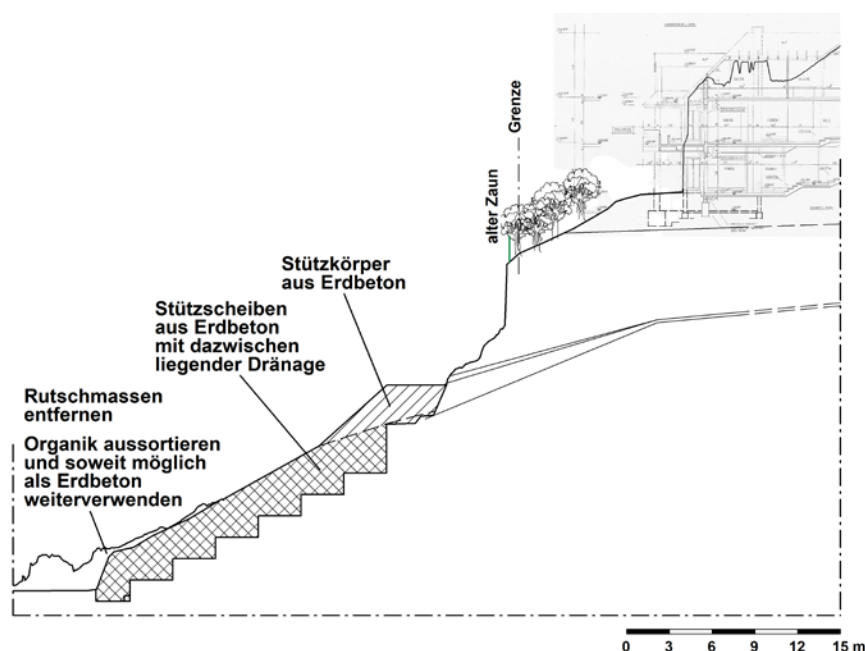 Grenze
alter Zaun
Stützkörper
aus Erdbeton
Stützscheiben
aus Erdbeton
mit dazwischen
liegender Dränage
Rutschmassen
entfernen
Organik aussortieren
und soweit möglich
als Erdbeton
weiterverwenden
0 3 6 9 12 15 m